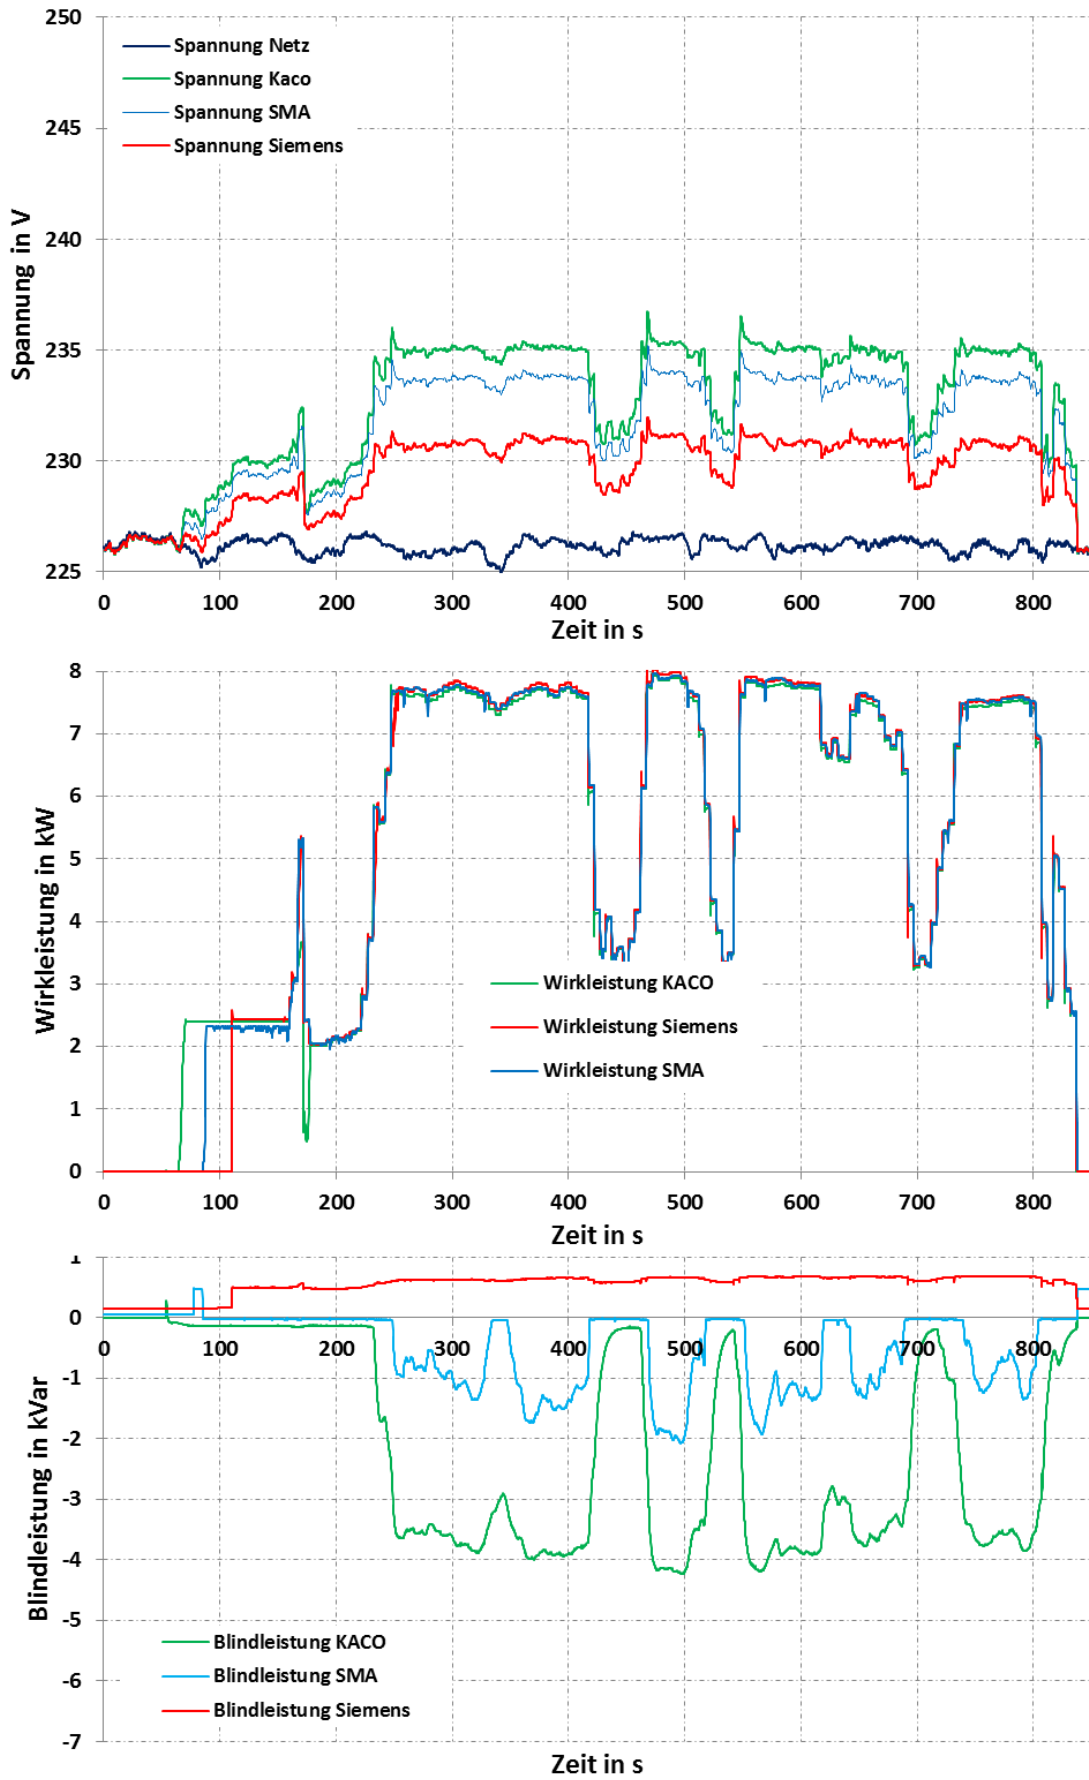 250
Spannung Netz
Spannung Kaco
245
Spannung SMA
Spannung Siemens
240
Spannung in V
235
230
225
0 100 200 300 400 500 600 700 800
Zeit in s
8
7
6
5
4
Wirkleistung in kW
3
Wirkleistung KACO
Wirkleistung Siemens
2
Wirkleistung SMA
1
0
0 100 200 300 400 500 600 700 800
Zeit in s
1
0
0 100 200 300 400 500 600 700 800
-1
-2
Blindleistung in kVar
-3
-4
-5
Blindleistung KACO
Blindleistung SMA
-6
Blindleistung Siemens
-7
Zeit in s